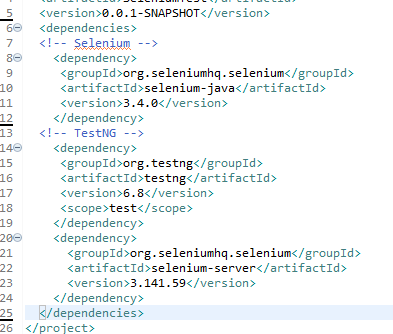 5 <version>0.0.1-SNAPSHOT</version>
6 <dependencies>
7 <!-- Selenium -->
8 <dependency>
9 <groupId>org.seleniumhq.selenium</groupId>
10 <artifactId>selenium-java</artifactId>
11 <version>3.4.0</version>
12 </dependency>
13 <!-- TestNG -->
14 <dependency>
15 <groupId>org.testng</groupId>
16 <artifactId>testng</artifactId>
17 <version>6.8</version>
18 <scope>test</scope>
19 </dependency>
20 <dependency>
21 <groupId>org.seleniumhq.selenium</groupId>
22 <artifactId>selenium-server</artifactId>
23 <version>3.141.59</version>
24 </dependency>
25 </dependencies>
26 </project>